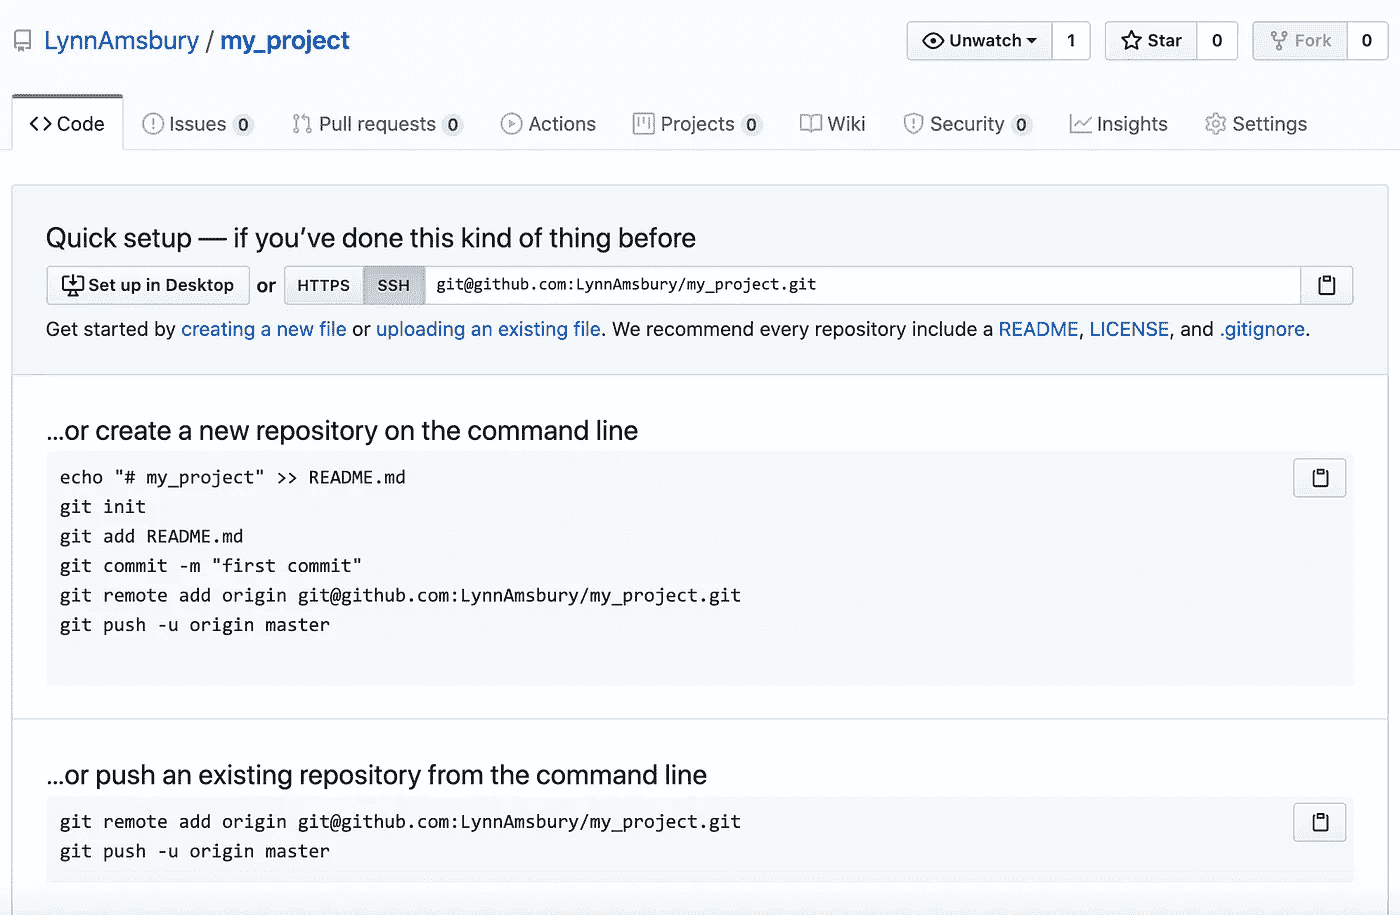 LynnAmsbury / my_project
Unwatch 1 Star 0 Fork 0
Code Issues 0 Pull requests 0 Actions Projects 0 Wiki Security 0 Insights Settings
Quick setup — if you’ve done this kind of thing before
Set up in Desktop or HTTPS SSH git@github.com:LynnAmsbury/my_project.git
Get started by creating a new file or uploading an existing file. We recommend every repository include a README, LICENSE, and .gitignore.
…or create a new repository on the command line
echo "# my_project" >> README.md
git init
git add README.md
git commit -m "first commit"
git remote add origin git@github.com:LynnAmsbury/my_project.git
git push -u origin master
…or push an existing repository from the command line
git remote add origin git@github.com:LynnAmsbury/my_project.git
git push -u origin master